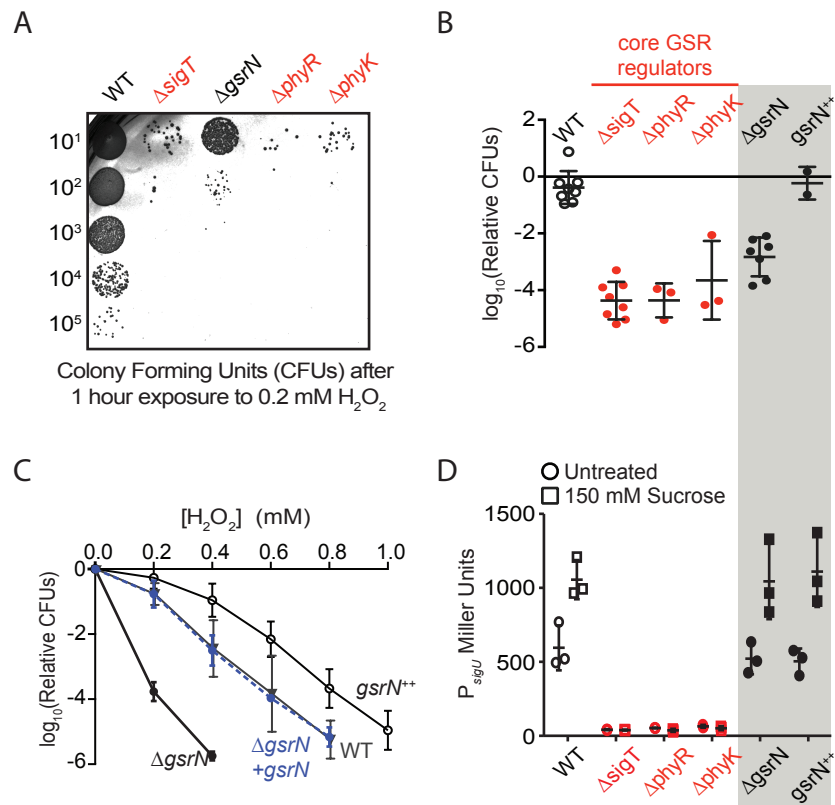 A
WT
ΔsigT
ΔgsrN
ΔphyR
ΔphyK
10¹
10²
10³
10⁴
10⁵
Colony Forming Units (CFUs) after
1 hour exposure to 0.2 mM H₂O₂
B
core GSR
regulators
WT
ΔsigT
ΔphyR
ΔphyK
ΔgsrN
gsrN⁺⁺
log₁₀(Relative CFUs)
2
0
-2
-4
-6
C
[H₂O₂] (mM)
0.0 0.2 0.4 0.6 0.8 1.0
log₁₀(Relative CFUs)
0
-2
-4
-6
ΔgsrN
ΔgsrN
+gsrN
WT
gsrN⁺⁺
D
Untreated
150 mM Sucrose
P_sigU Miller Units
1500
1000
500
0
WT
ΔsigT
ΔphyR
ΔphyK
ΔgsrN
gsrN⁺⁺